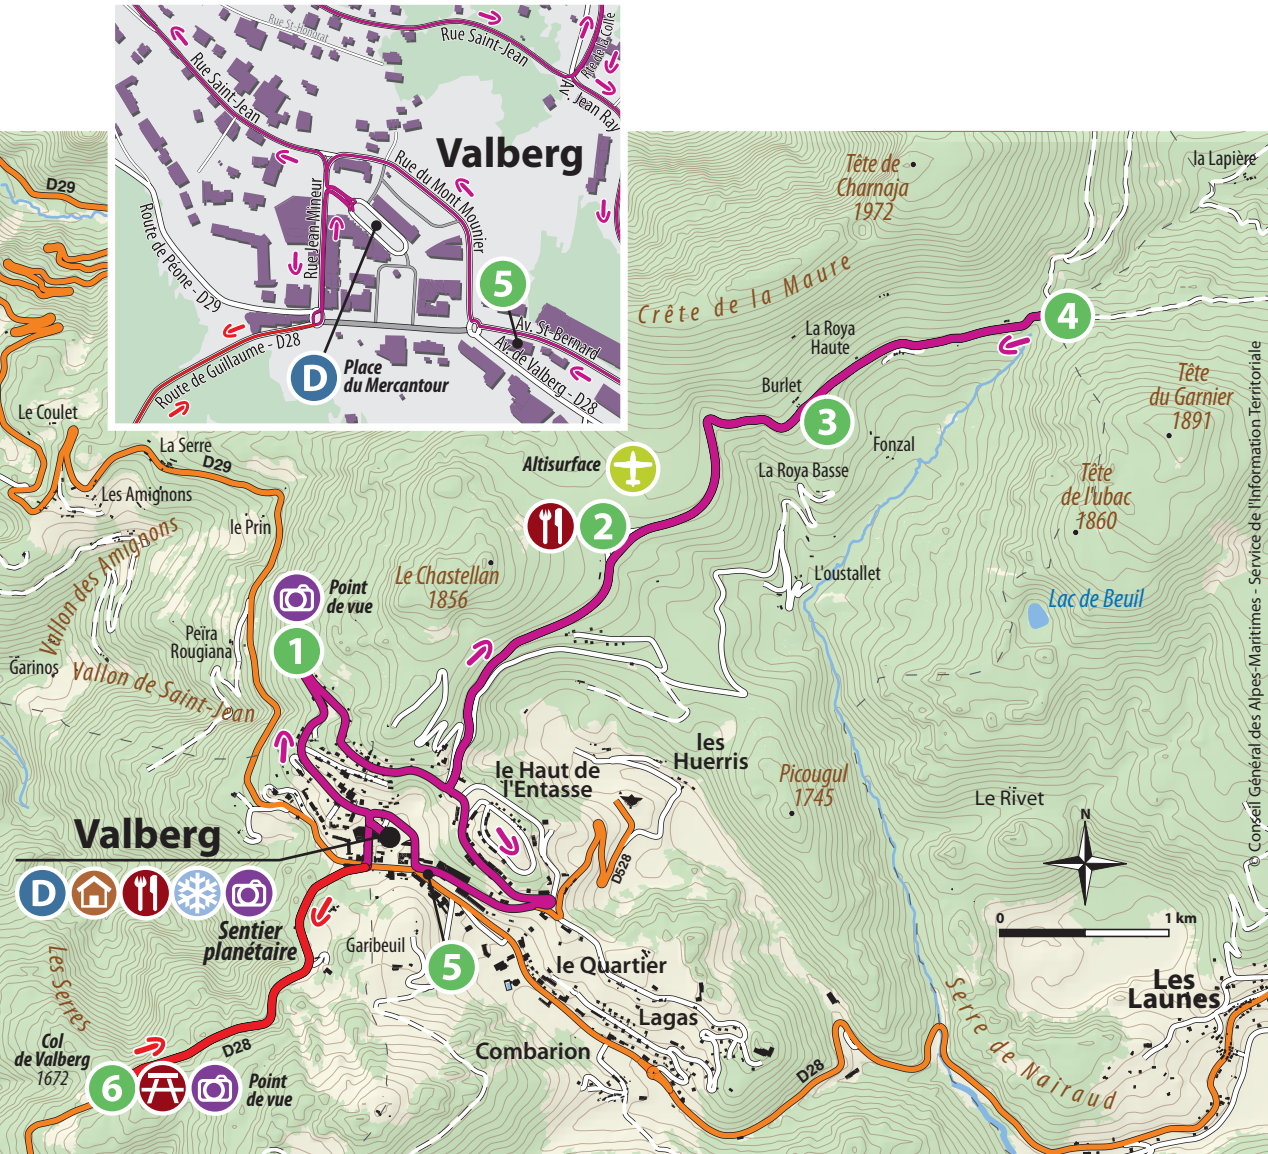 Rue St-Honorat
Rue Saint-Jean
Rte de la Colle
Av. Jean Ray
Rue Saint-Jean
Valberg
Rue du Mont Mounier
Rue Jean Mineur
Route de Péone - D29
5
Av. St-Bernard
Av. de Valberg - D28
Route de Guillaume - D28
D
Place
du Mercantour
D29
Tête de
Charnaja
1972
la Lapière
Crête de la Maure
4
La Roya
Haute
Burlet
3
Tête
du Garnier
1891
Le Coulet
La Serre
D29
Les Amignons
le Prin
Vallon des Amignons
Altisurface
2
La Roya Basse
Fonzal
Tête
de l'ubac
1860
Le Chastellan
1856
Point
de vue
1
L'oustallet
Lac de Beuil
Peïra
Rougiana
Garinos
Vallon de Saint-Jean
les
Huerris
le Haut de
l'Entasse
Picougul
1745
Le Rivet
N
Valberg
D528
D
Sentier
planétaire
Garibeuil
5
le Quartier
0
1 km
Les Serres
Lagas
Les
Launes
Serre de Nairaud
Col
de Valberg
1672
D28
Combarion
D28
6
Point
de vue
© Conseil Général des Alpes-Maritimes - Service de l'Information Territoriale